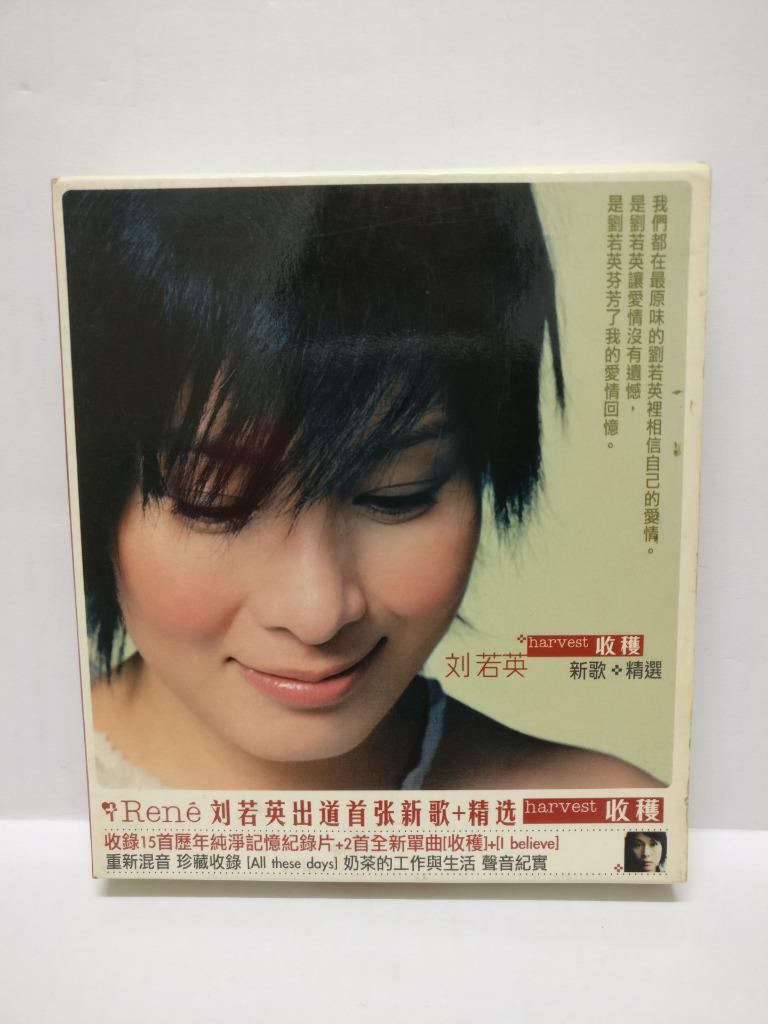 我們都在最原味的劉若英裡相信自己的愛情。
是劉若英讓愛情沒有遺憾，
是劉若英芬芳了我的愛情回憶。
harvest 收穫
刘若英
新歌 精選
René 刘若英出道首张新歌+精选 harvest 收穫
收錄15首歷年純淨記憶紀錄片+2首全新單曲[收穫]+[I believe]
重新混音 珍藏收錄 [All these days] 奶茶的工作與生活 聲音紀實